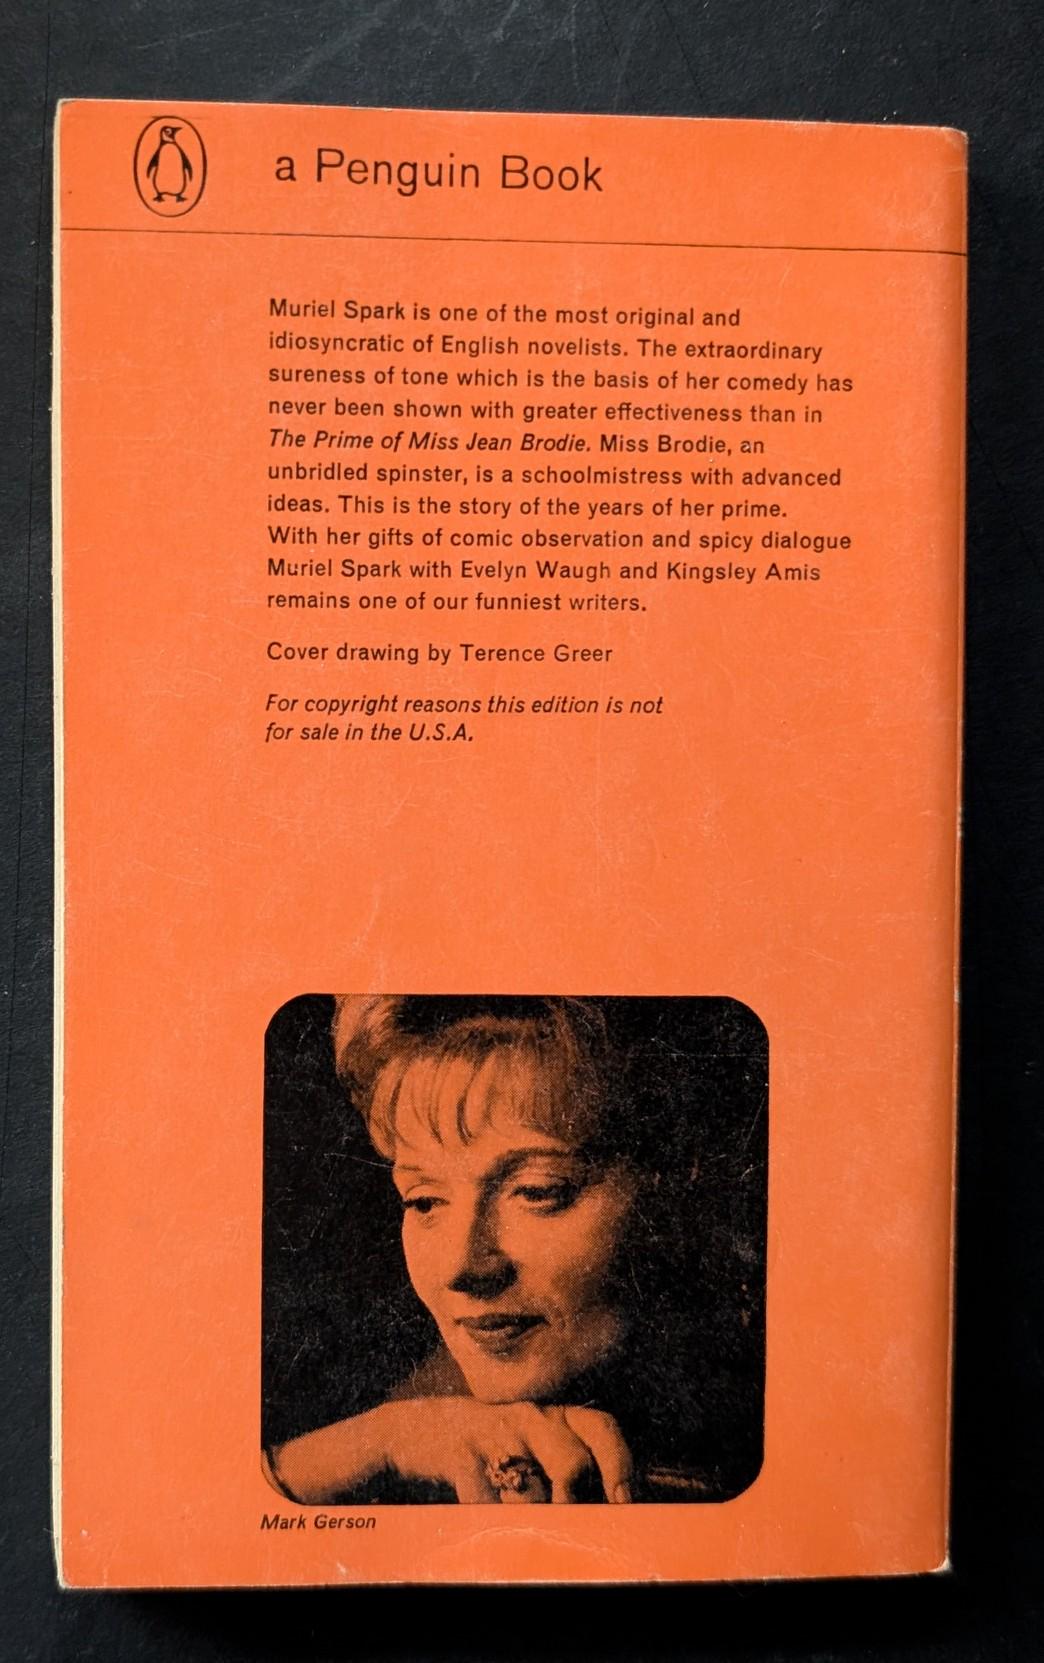 a Penguin Book
Muriel Spark is one of the most original and
idiosyncratic of English novelists. The extraordinary
sureness of tone which is the basis of her comedy has
never been shown with greater effectiveness than in
The Prime of Miss Jean Brodie. Miss Brodie, an
unbridled spinster, is a schoolmistress with advanced
ideas. This is the story of the years of her prime.
With her gifts of comic observation and spicy dialogue
Muriel Spark with Evelyn Waugh and Kingsley Amis
remains one of our funniest writers.
Cover drawing by Terence Greer
For copyright reasons this edition is not
for sale in the U.S.A.
Mark Gerson